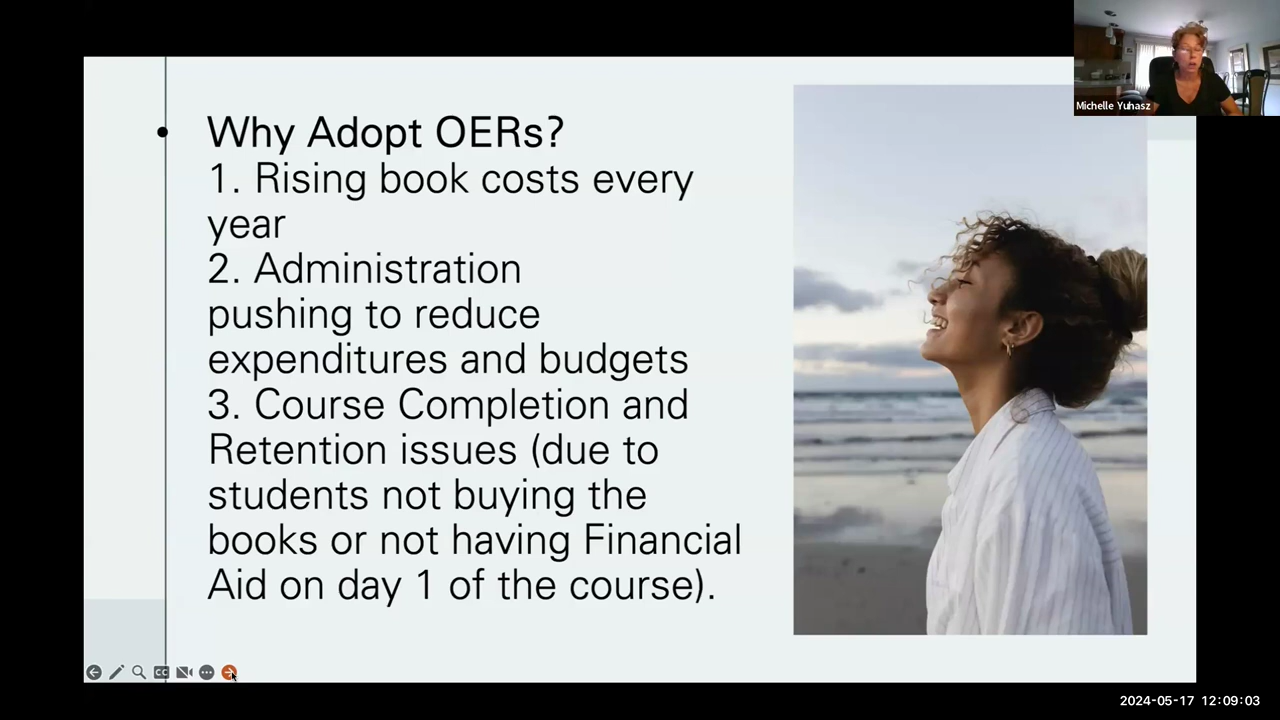 Michelle Yuhasz
• Why Adopt OERs?
1. Rising book costs every
year
2. Administration
pushing to reduce
expenditures and budgets
3. Course Completion and
Retention issues (due to
students not buying the
books or not having Financial
Aid on day 1 of the course).
CC
2024-05-17 12:09:03